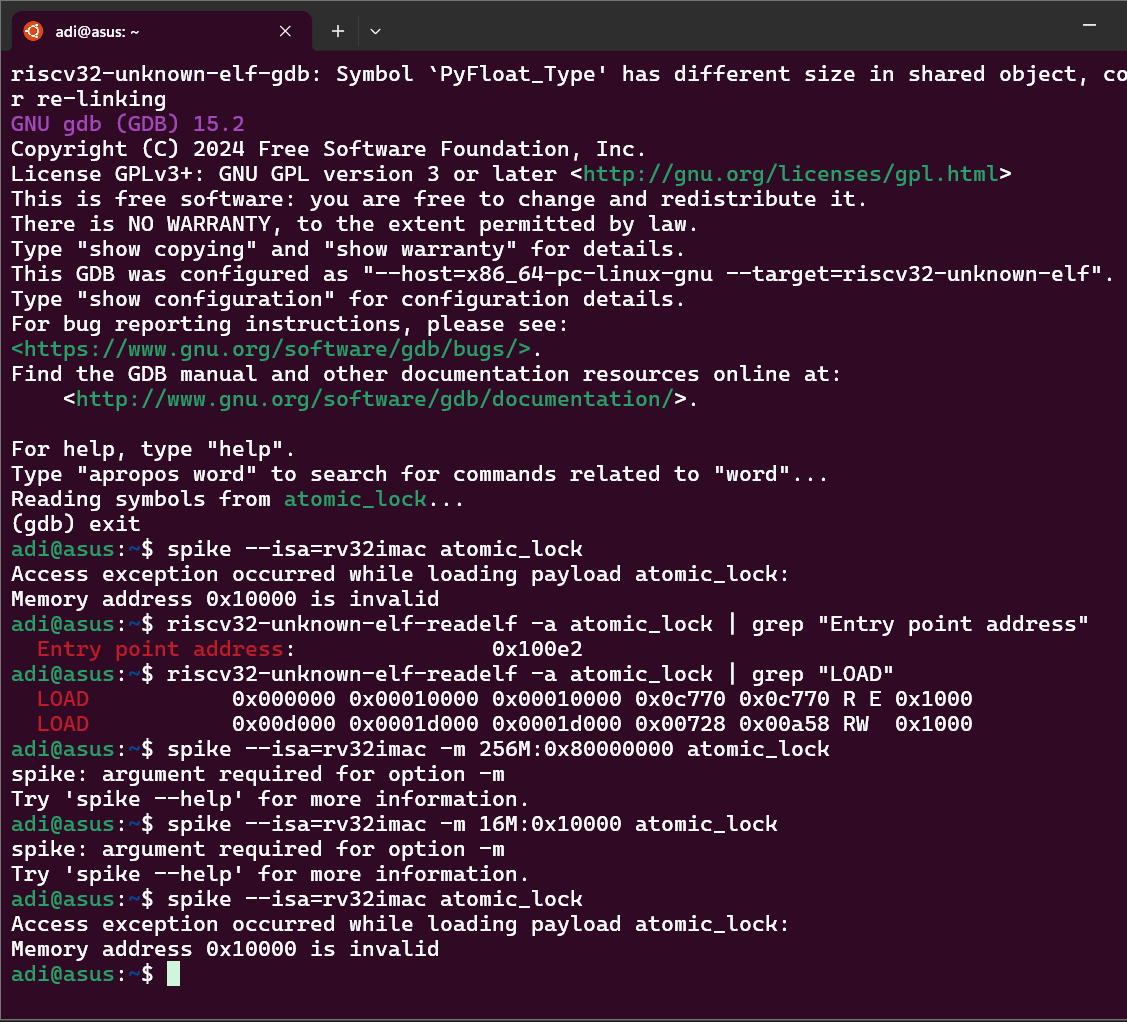 adi@asus: ~
riscv32-unknown-elf-gdb: Symbol `PyFloat_Type' has different size in shared object, co
r re-linking
GNU gdb (GDB) 15.2
Copyright (C) 2024 Free Software Foundation, Inc.
License GPLv3+: GNU GPL version 3 or later <http://gnu.org/licenses/gpl.html>
This is free software: you are free to change and redistribute it.
There is NO WARRANTY, to the extent permitted by law.
Type "show copying" and "show warranty" for details.
This GDB was configured as "--host=x86_64-pc-linux-gnu --target=riscv32-unknown-elf".
Type "show configuration" for configuration details.
For bug reporting instructions, please see:
<https://www.gnu.org/software/gdb/bugs/>.
Find the GDB manual and other documentation resources online at:
    <http://www.gnu.org/software/gdb/documentation/>.
For help, type "help".
Type "apropos word" to search for commands related to "word"...
Reading symbols from atomic_lock...
(gdb) exit
adi@asus:~$ spike --isa=rv32imac atomic_lock
Access exception occurred while loading payload atomic_lock:
Memory address 0x10000 is invalid
adi@asus:~$ riscv32-unknown-elf-readelf -a atomic_lock | grep "Entry point address"
  Entry point address:               0x100e2
adi@asus:~$ riscv32-unknown-elf-readelf -a atomic_lock | grep "LOAD"
  LOAD           0x000000 0x00010000 0x00010000 0x0c770 0x0c770 R E 0x1000
  LOAD           0x00d000 0x0001d000 0x0001d000 0x00728 0x00a58 RW  0x1000
adi@asus:~$ spike --isa=rv32imac -m 256M:0x80000000 atomic_lock
spike: argument required for option -m
Try 'spike --help' for more information.
adi@asus:~$ spike --isa=rv32imac -m 16M:0x10000 atomic_lock
spike: argument required for option -m
Try 'spike --help' for more information.
adi@asus:~$ spike --isa=rv32imac atomic_lock
Access exception occurred while loading payload atomic_lock:
Memory address 0x10000 is invalid
adi@asus:~$